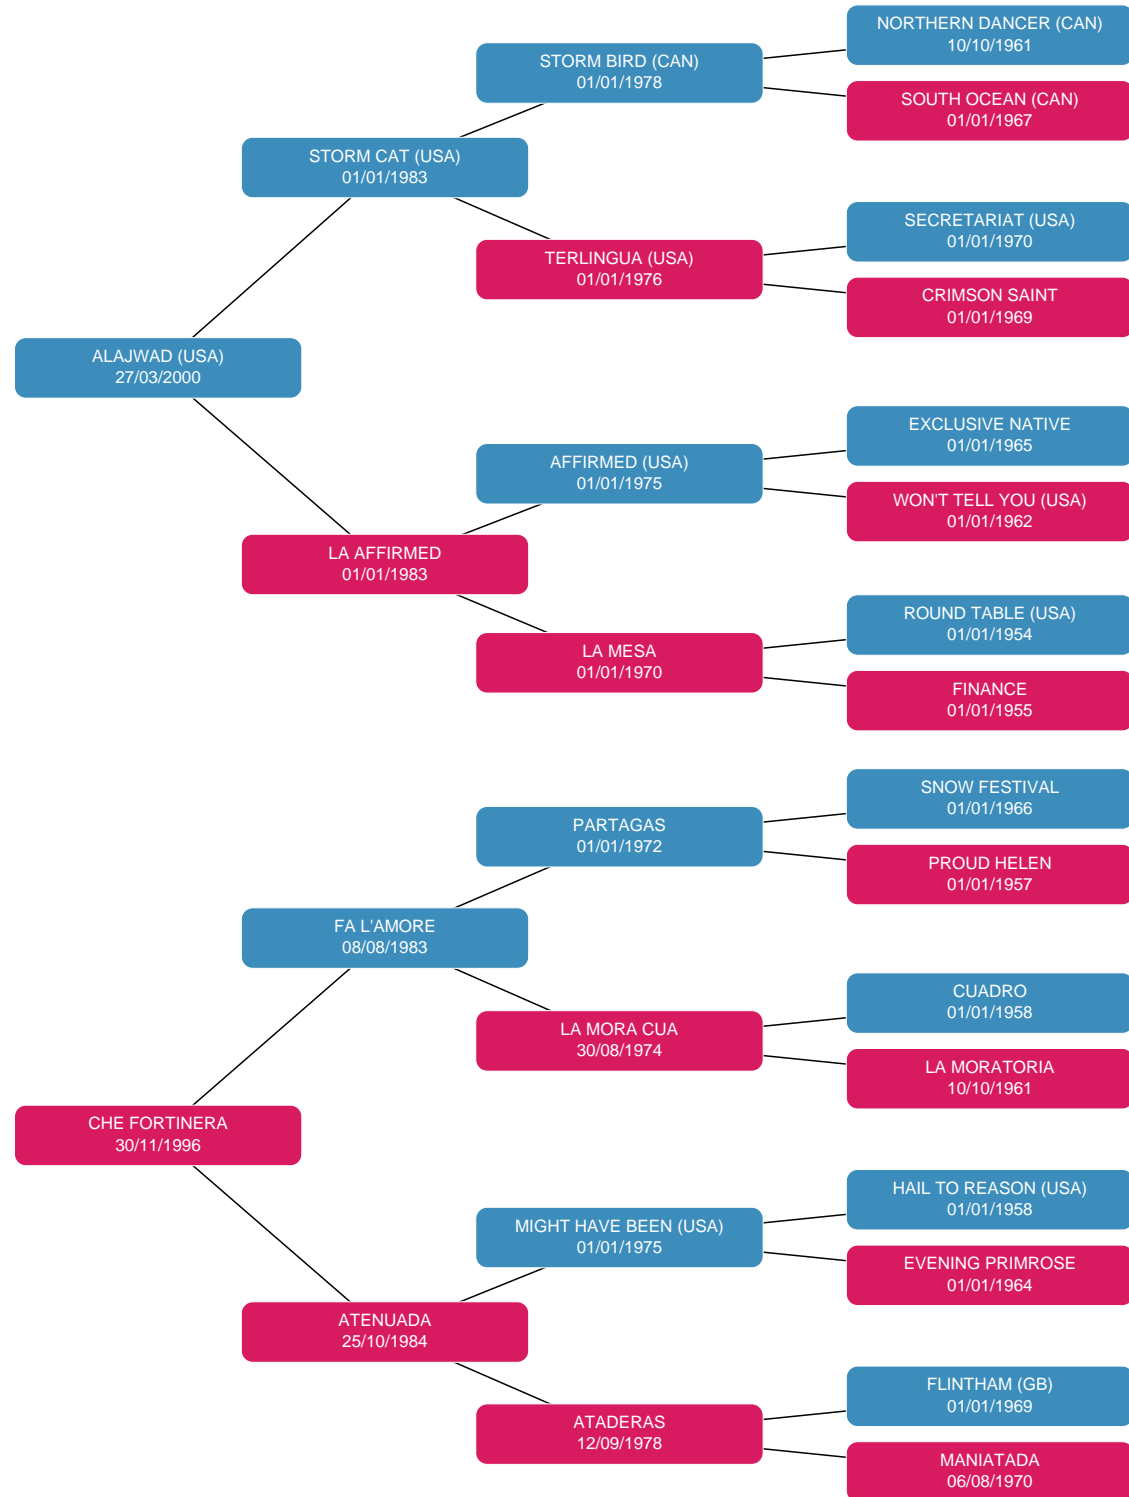 NORTHERN DANCER (CAN)
10/10/1961
STORM BIRD (CAN)
01/01/1978
SOUTH OCEAN (CAN)
01/01/1967
STORM CAT (USA)
01/01/1983
SECRETARIAT (USA)
01/01/1970
TERLINGUA (USA)
01/01/1976
CRIMSON SAINT
01/01/1969
ALAJWAD (USA)
27/03/2000
EXCLUSIVE NATIVE
01/01/1965
AFFIRMED (USA)
01/01/1975
WON'T TELL YOU (USA)
01/01/1962
LA AFFIRMED
01/01/1983
ROUND TABLE (USA)
01/01/1954
LA MESA
01/01/1970
FINANCE
01/01/1955
SNOW FESTIVAL
01/01/1966
PARTAGAS
01/01/1972
PROUD HELEN
01/01/1957
FA L'AMORE
08/08/1983
CUADRO
01/01/1958
LA MORA CUA
30/08/1974
LA MORATORIA
10/10/1961
CHE FORTINERA
30/11/1996
HAIL TO REASON (USA)
01/01/1958
MIGHT HAVE BEEN (USA)
01/01/1975
EVENING PRIMROSE
01/01/1964
ATENUADA
25/10/1984
FLINTHAM (GB)
01/01/1969
ATADERAS
12/09/1978
MANIATADA
06/08/1970